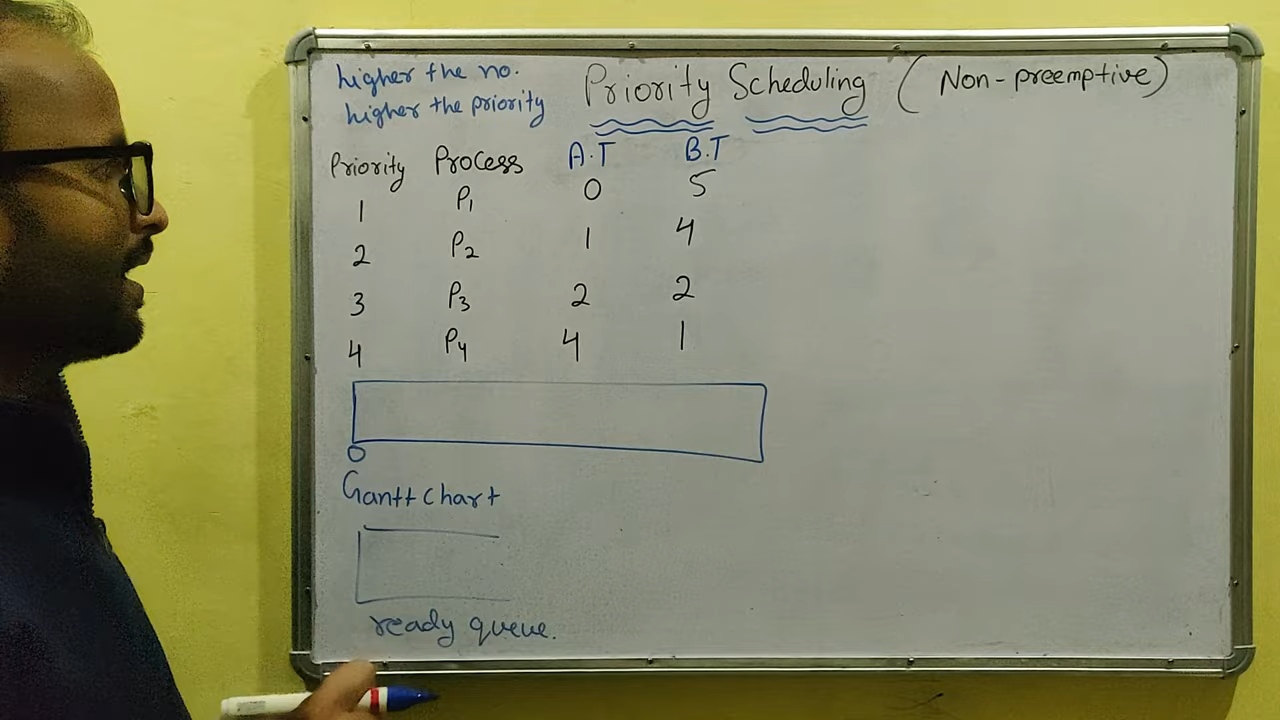 higher the no.
higher the priority
Priority Scheduling (Non-preemptive)
Priority Process A.T B.T
1 P1 0 5
2 P2 1 4
3 P3 2 2
4 P4 4 1
0
Gantt chart
ready queue.